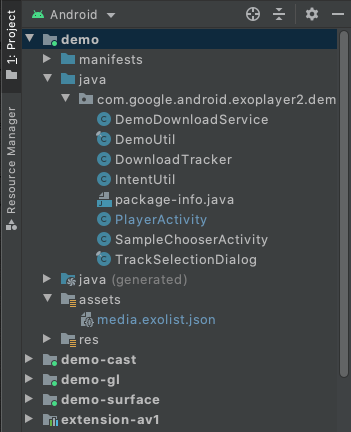 Android
1: Project
Resource Manager
demo
manifests
java
com.google.android.exoplayer2.dem
DemoDownloadService
DemoUtil
DownloadTracker
IntentUtil
package-info.java
PlayerActivity
SampleChooserActivity
TrackSelectionDialog
java (generated)
assets
media.exolist.json
res
demo-cast
demo-gl
demo-surface
extension-av1